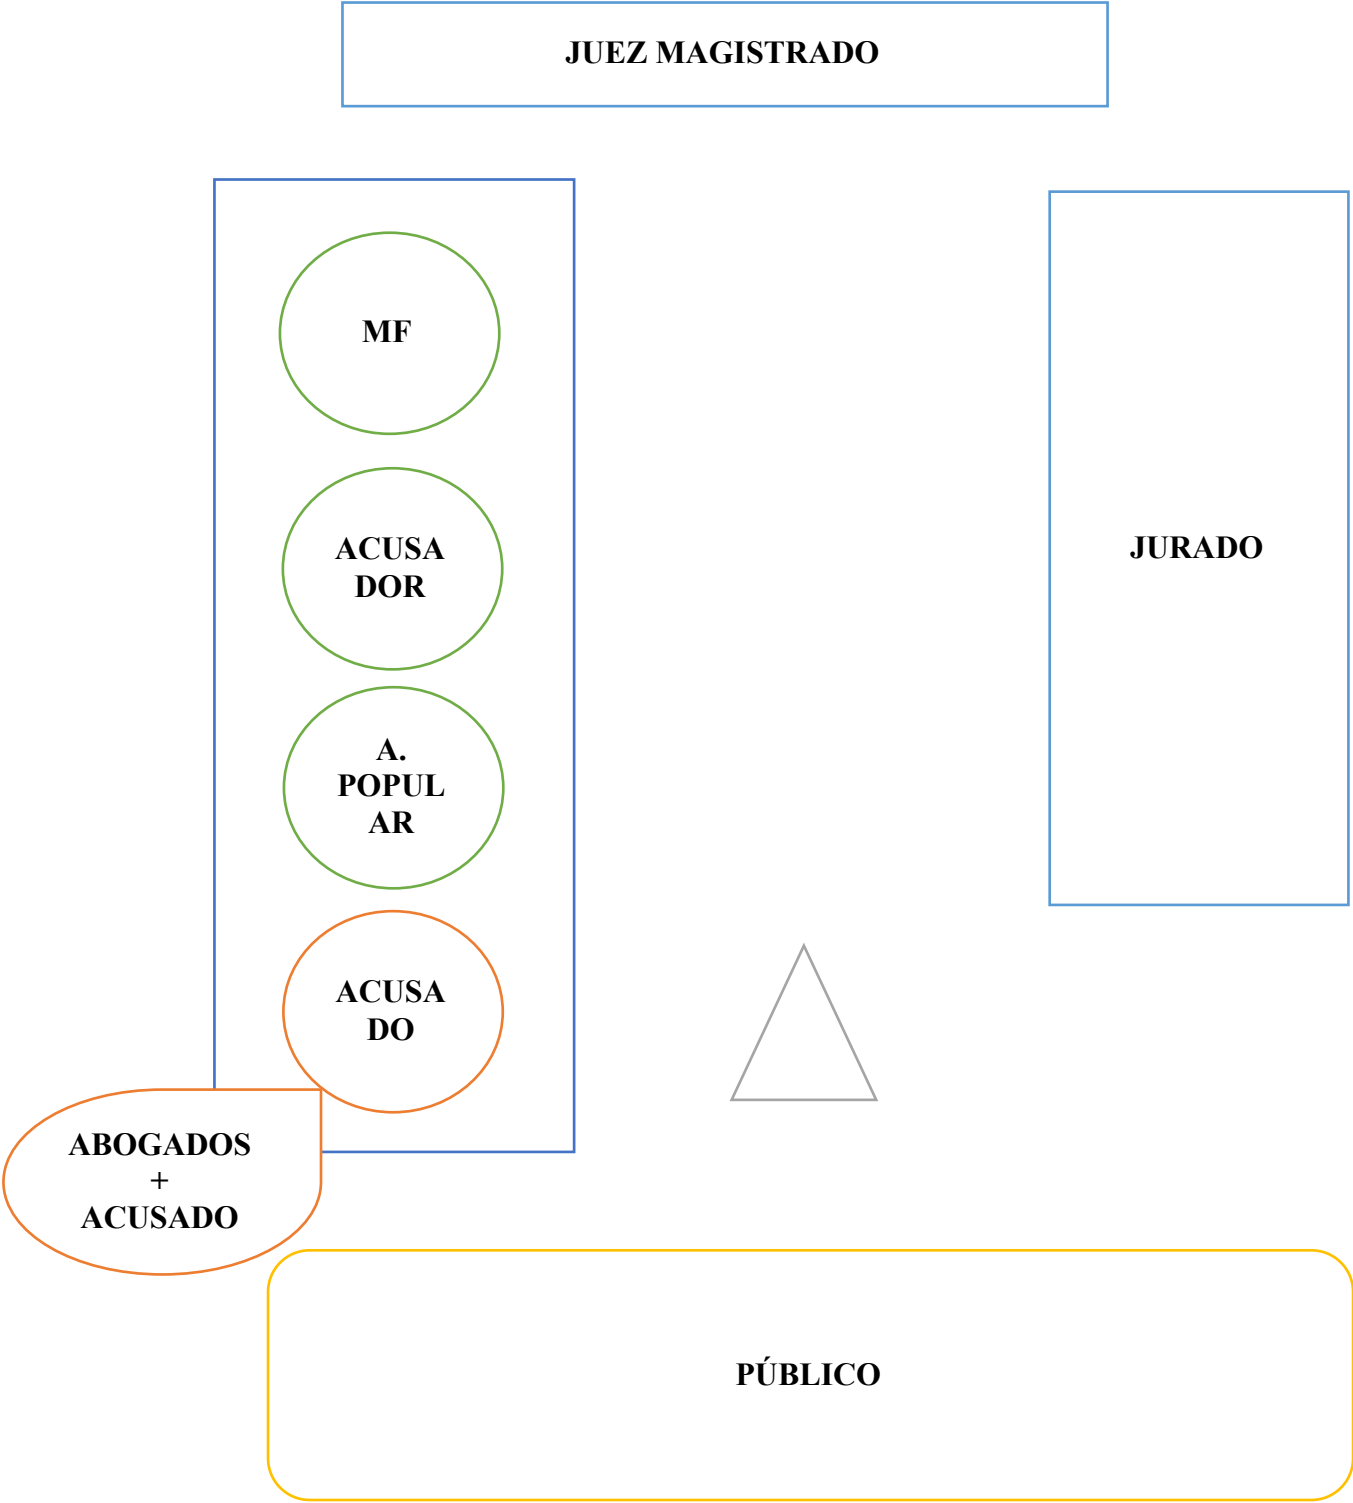 JUEZ MAGISTRADO
MF
ACUSA
DOR
JURADO
A.
POPUL
AR
ACUSA
DO
ABOGADOS
+
ACUSADO
PÚBLICO